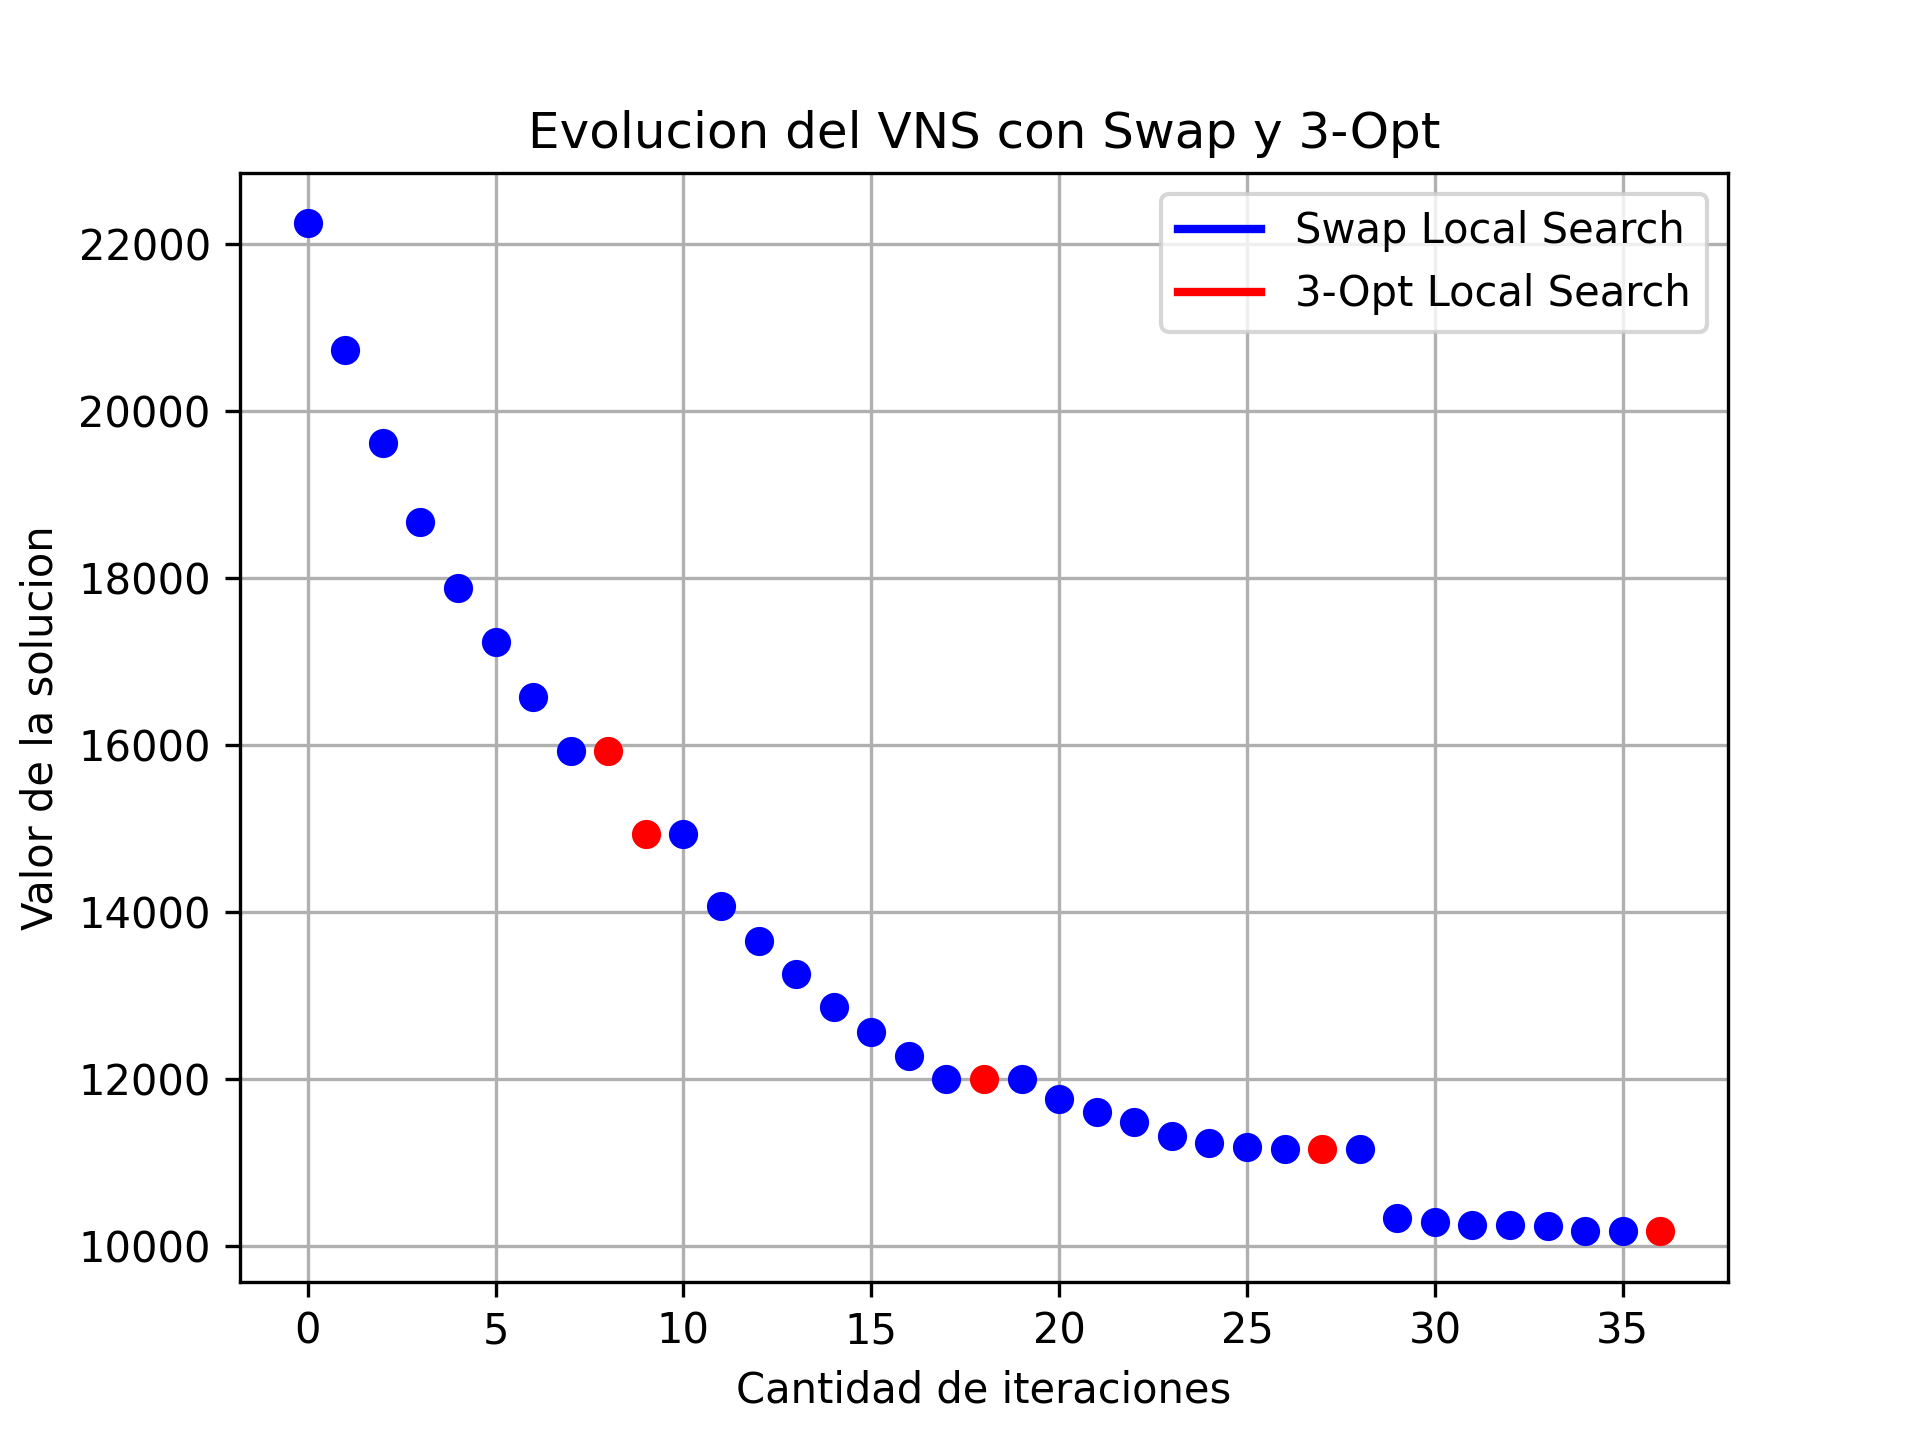 Evolucion del VNS con Swap y 3-Opt
Swap Local Search
3-Opt Local Search
Valor de la solucion
22000
20000
18000
16000
14000
12000
10000
0 5 10 15 20 25 30 35
Cantidad de iteraciones